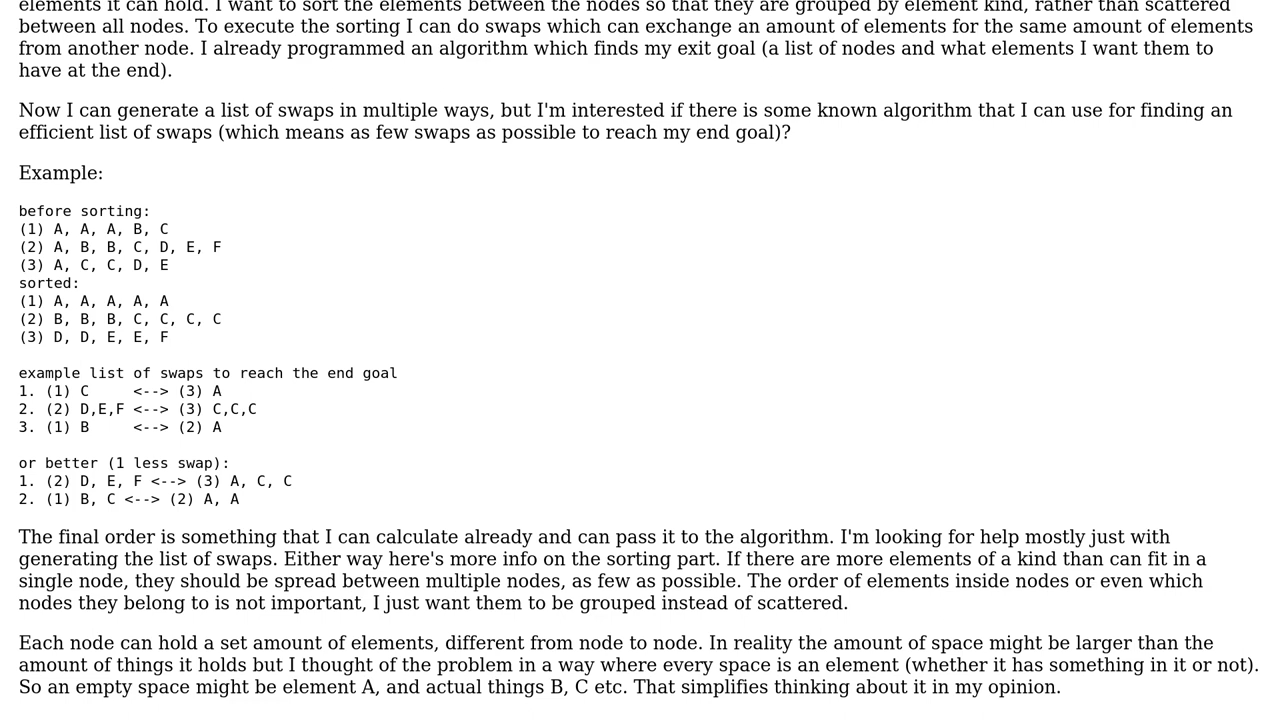 elements it can hold. I want to sort the elements between the nodes so that they are grouped by element kind, rather than scattered
between all nodes. To execute the sorting I can do swaps which can exchange an amount of elements for the same amount of elements
from another node. I already programmed an algorithm which finds my exit goal (a list of nodes and what elements I want them to
have at the end).
Now I can generate a list of swaps in multiple ways, but I'm interested if there is some known algorithm that I can use for finding an
efficient list of swaps (which means as few swaps as possible to reach my end goal)?
Example:
before sorting:
(1) A, A, A, B, C
(2) A, B, B, C, D, E, F
(3) A, C, C, D, E
sorted:
(1) A, A, A, A, A
(2) B, B, B, C, C, C, C
(3) D, D, E, E, F
example list of swaps to reach the end goal
1. (1) C     <--> (3) A
2. (2) D,E,F <--> (3) C,C,C
3. (1) B     <--> (2) A
or better (1 less swap):
1. (2) D, E, F <--> (3) A, C, C
2. (1) B, C <--> (2) A, A
The final order is something that I can calculate already and can pass it to the algorithm. I'm looking for help mostly just with
generating the list of swaps. Either way here's more info on the sorting part. If there are more elements of a kind than can fit in a
single node, they should be spread between multiple nodes, as few as possible. The order of elements inside nodes or even which
nodes they belong to is not important, I just want them to be grouped instead of scattered.
Each node can hold a set amount of elements, different from node to node. In reality the amount of space might be larger than the
amount of things it holds but I thought of the problem in a way where every space is an element (whether it has something in it or not).
So an empty space might be element A, and actual things B, C etc. That simplifies thinking about it in my opinion.